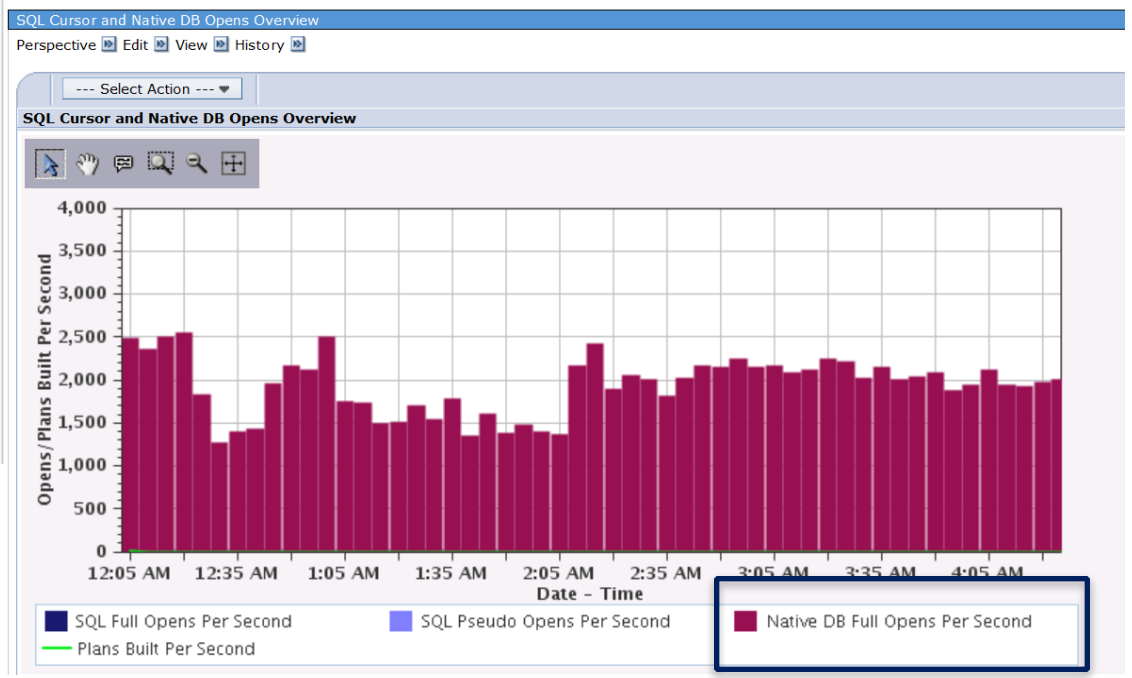 SQL Cursor and Native DB Opens Overview
Perspective Edit View History
--- Select Action ---
SQL Cursor and Native DB Opens Overview
Opens/Plans Built Per Second
4,000
3,500
3,000
2,500
2,000
1,500
1,000
500
0
12:05 AM 12:35 AM 1:05 AM 1:35 AM 2:05 AM 2:35 AM 3:05 AM 3:35 AM 4:05 AM
Date - Time
SQL Full Opens Per Second SQL Pseudo Opens Per Second Native DB Full Opens Per Second
Plans Built Per Second